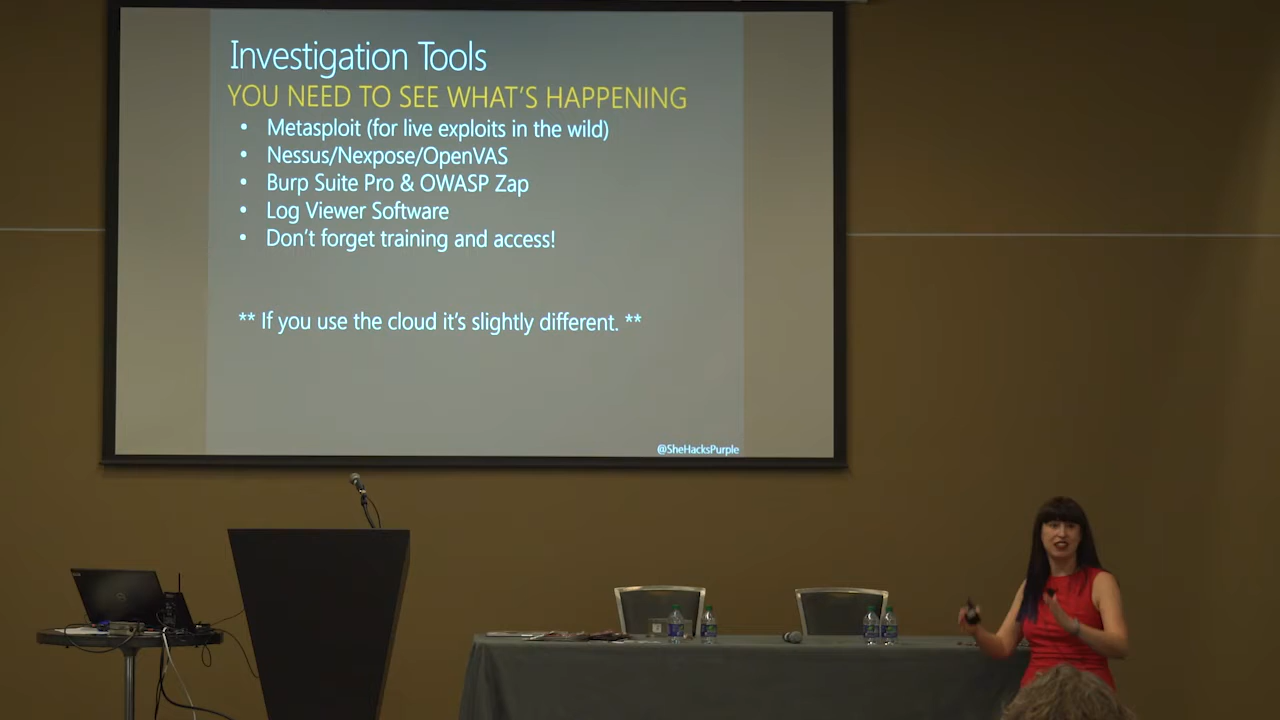 Investigation Tools
YOU NEED TO SEE WHAT'S HAPPENING
• Metasploit (for live exploits in the wild)
• Nessus/Nexpose/OpenVAS
• Burp Suite Pro & OWASP Zap
• Log Viewer Software
• Don't forget training and access!
** If you use the cloud it's slightly different. **
@SheHacksPurple